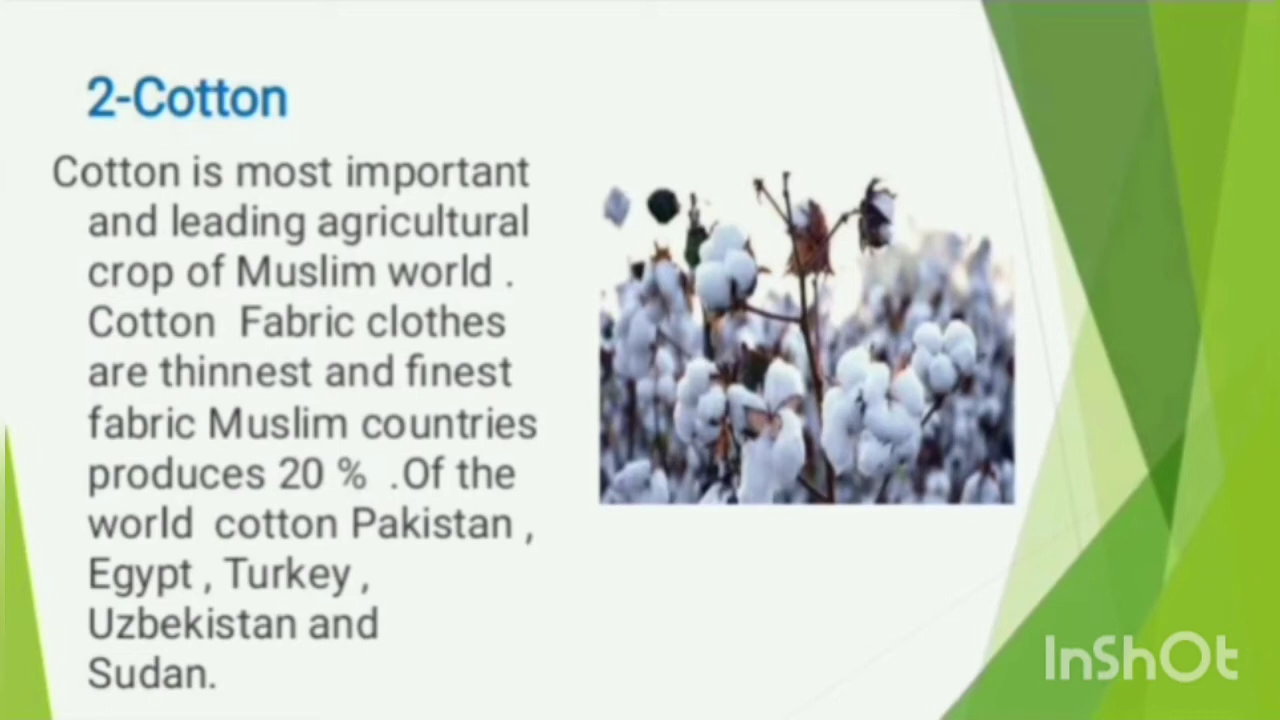 2-Cotton
Cotton is most important
and leading agricultural
crop of Muslim world .
Cotton  Fabric clothes
are thinnest and finest
fabric Muslim countries
produces 20 %  .Of the
world  cotton Pakistan ,
Egypt , Turkey ,
Uzbekistan and
Sudan.
InShOt